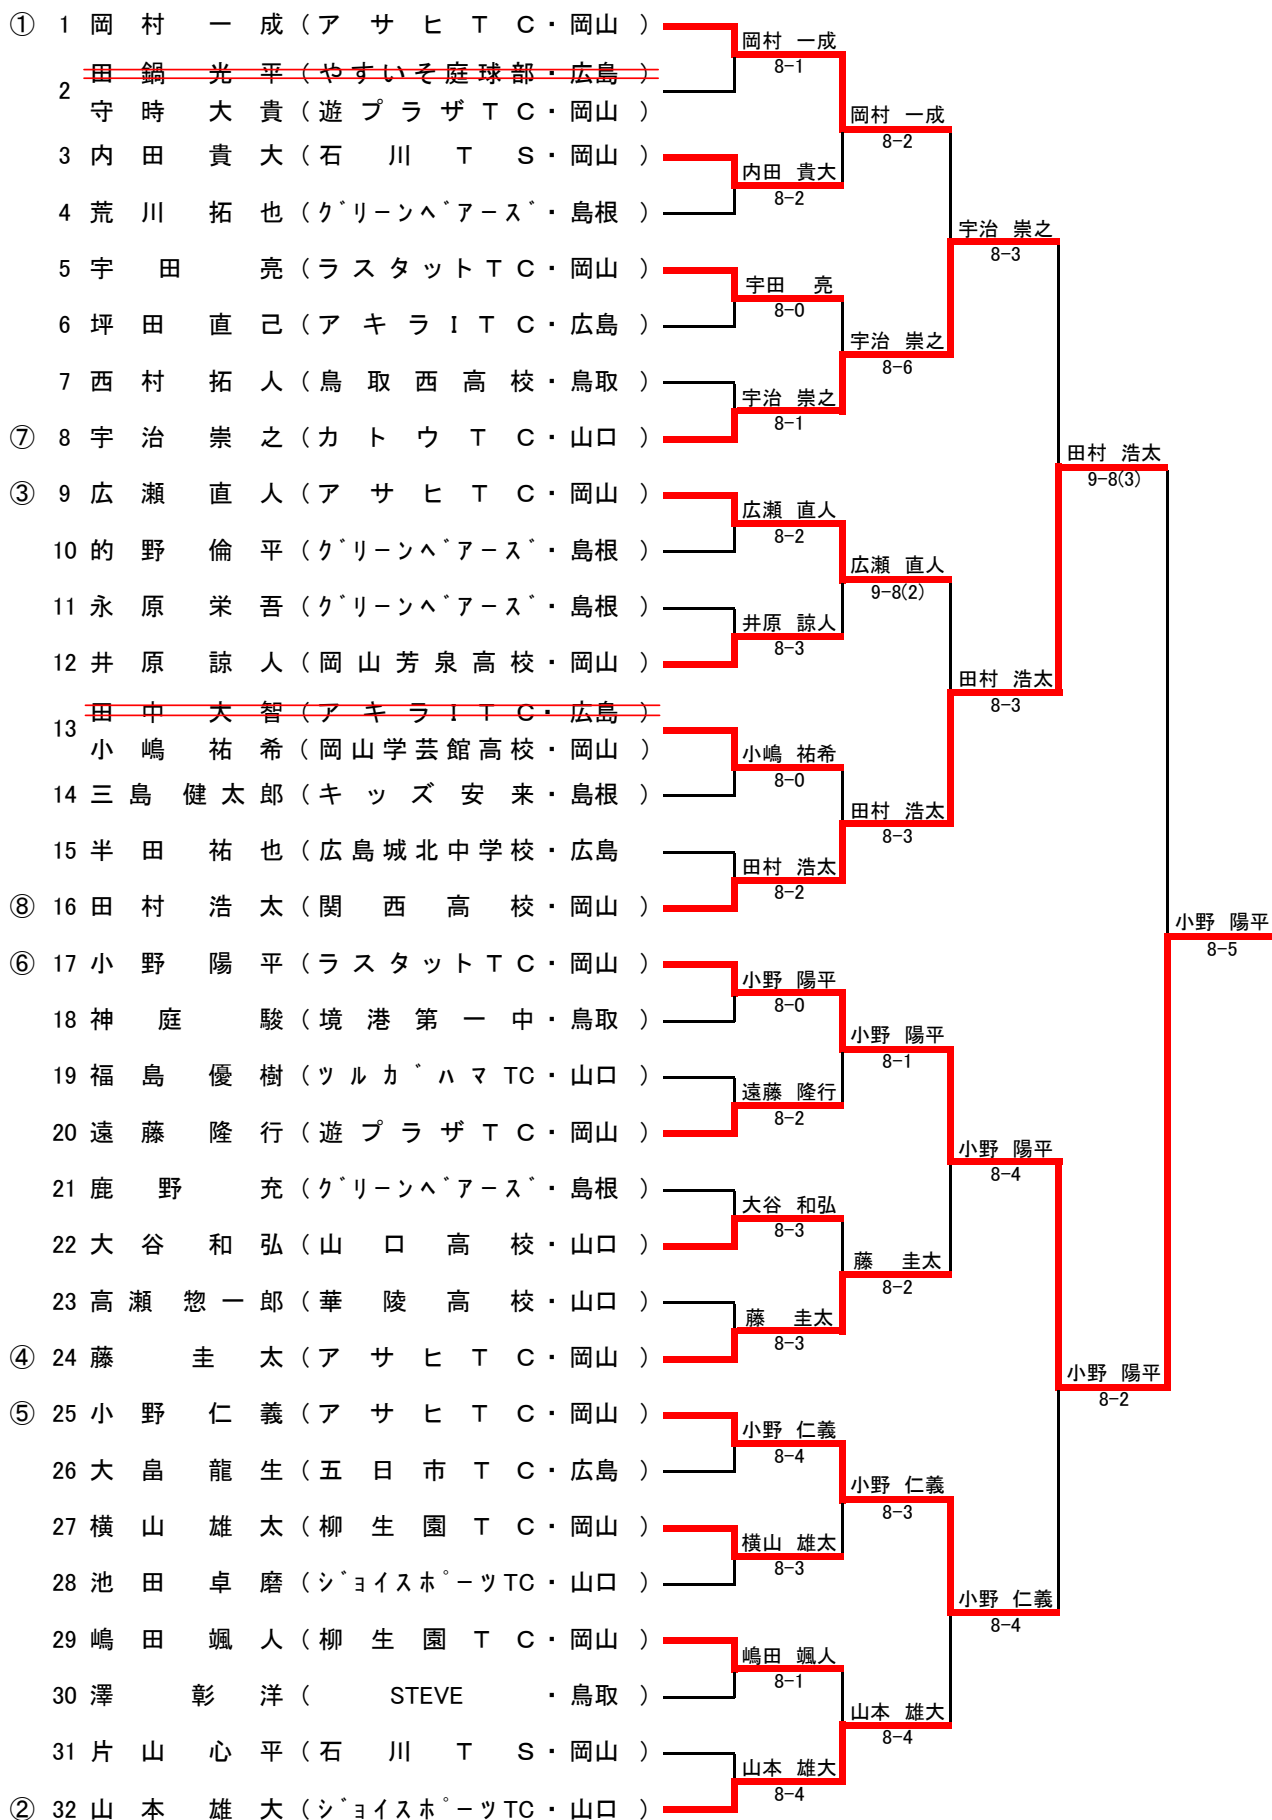 ① 1 岡村 一成（アサヒTC・岡山）
2 田鍋 光平（やすいそ庭球部・広島）
守時 大貴（遊プラザTC・岡山）
3 内田 貴大（石川TS・岡山）
4 荒川 拓也（グリーンベアーズ・島根）
5 宇田 亮（ラスタットTC・岡山）
6 坪田 直己（アキラITC・広島）
7 西村 拓人（鳥取西高校・鳥取）
⑦ 8 宇治 崇之（カトウTC・山口）
③ 9 広瀬 直人（アサヒTC・岡山）
10 的野 倫平（グリーンベアーズ・島根）
11 永原 栄吾（グリーンベアーズ・島根）
12 井原 諒人（岡山芳泉高校・岡山）
13 田中 大智（アキラITC・広島）
小嶋 祐希（岡山学芸館高校・岡山）
14 三島 健太郎（キッズ安来・島根）
15 半田 祐也（広島城北中学校・広島
⑧ 16 田村 浩太（関西高校・岡山）
⑥ 17 小野 陽平（ラスタットTC・岡山）
18 神庭 駿（境港第一中・鳥取）
19 福島 優樹（ツルガハマTC・山口）
20 遠藤 隆行（遊プラザTC・岡山）
21 鹿野 充（グリーンベアーズ・島根）
22 大谷 和弘（山口高校・山口）
23 高瀬 惣一郎（華陵高校・山口）
④ 24 藤 圭太（アサヒTC・岡山）
⑤ 25 小野 仁義（アサヒTC・岡山）
26 大畠 龍生（五日市TC・広島）
27 横山 雄太（柳生園TC・岡山）
28 池田 卓磨（ジョイスポーツTC・山口）
29 嶋田 颯人（柳生園TC・岡山）
30 澤 彰洋（STEVE・鳥取）
31 片山 心平（石川TS・岡山）
② 32 山本 雄大（ジョイスポーツTC・山口）
岡村 一成
8-1
内田 貴大
8-2
宇田 亮
8-0
宇治 崇之
8-1
広瀬 直人
8-2
井原 諒人
8-3
小嶋 祐希
8-0
田村 浩太
8-2
小野 陽平
8-0
遠藤 隆行
8-2
大谷 和弘
8-3
藤 圭太
8-3
小野 仁義
8-4
横山 雄太
8-3
嶋田 颯人
8-1
山本 雄大
8-4
岡村 一成
8-2
宇治 崇之
8-6
広瀬 直人
9-8(2)
田村 浩太
8-3
小野 陽平
8-1
藤 圭太
8-2
小野 仁義
8-3
山本 雄大
8-4
宇治 崇之
8-3
田村 浩太
8-3
小野 陽平
8-4
小野 仁義
8-4
田村 浩太
9-8(3)
小野 陽平
8-2
小野 陽平
8-5